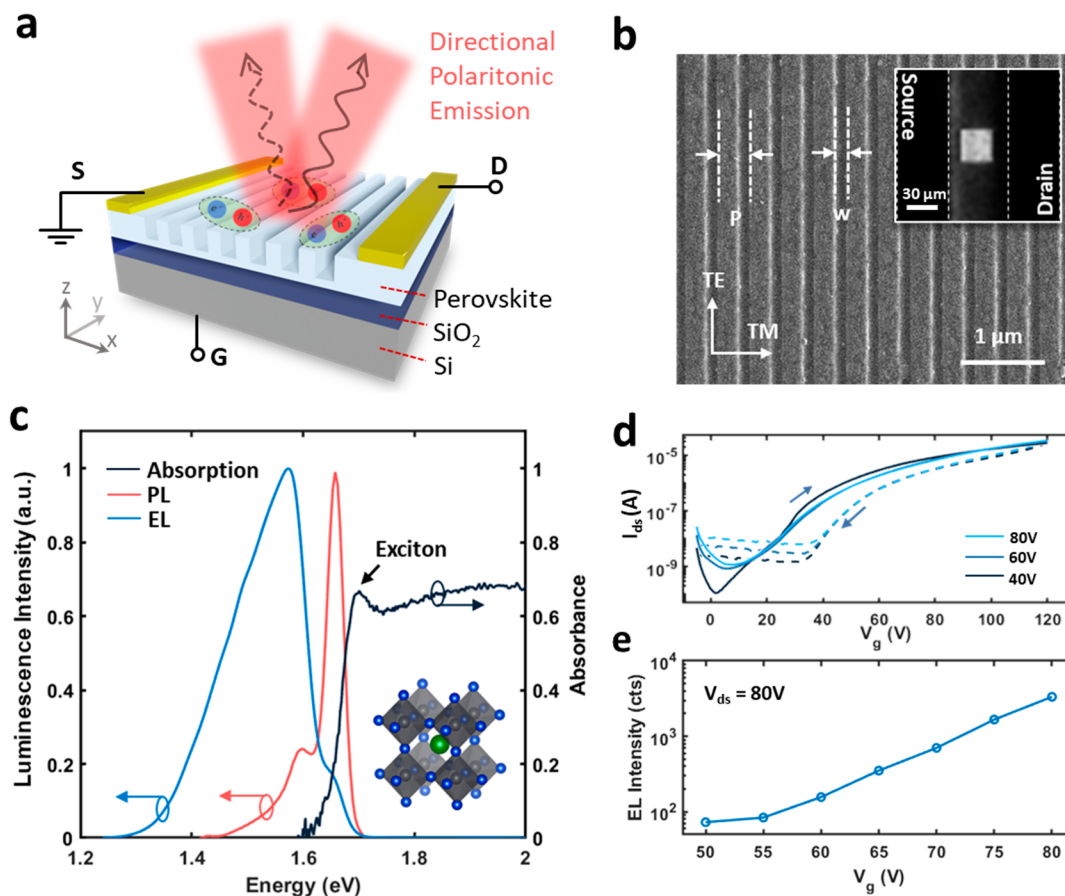 a
Directional
Polaritonic
Emission
S
D
e⁻
h⁺
h⁺
e⁻
h⁺
z
y
x
G
Perovskite
SiO₂
Si
b
Source
Drain
30 μm
P
w
TE
TM
1 μm
c
Luminescence Intensity (a.u.)
1
0.8
0.6
0.4
0.2
0
Absorption
PL
EL
Exciton
1
0.8
0.6
0.4
0.2
0
Absorbance
1.2
1.4
1.6
1.8
2
Energy (eV)
d
I_ds (A)
10⁻⁵
10⁻⁷
10⁻⁹
80V
60V
40V
0
20
40
60
80
100
120
V_g (V)
e
EL Intensity (cts)
10⁴
10³
10²
V_ds = 80V
50
55
60
65
70
75
80
V_g (V)